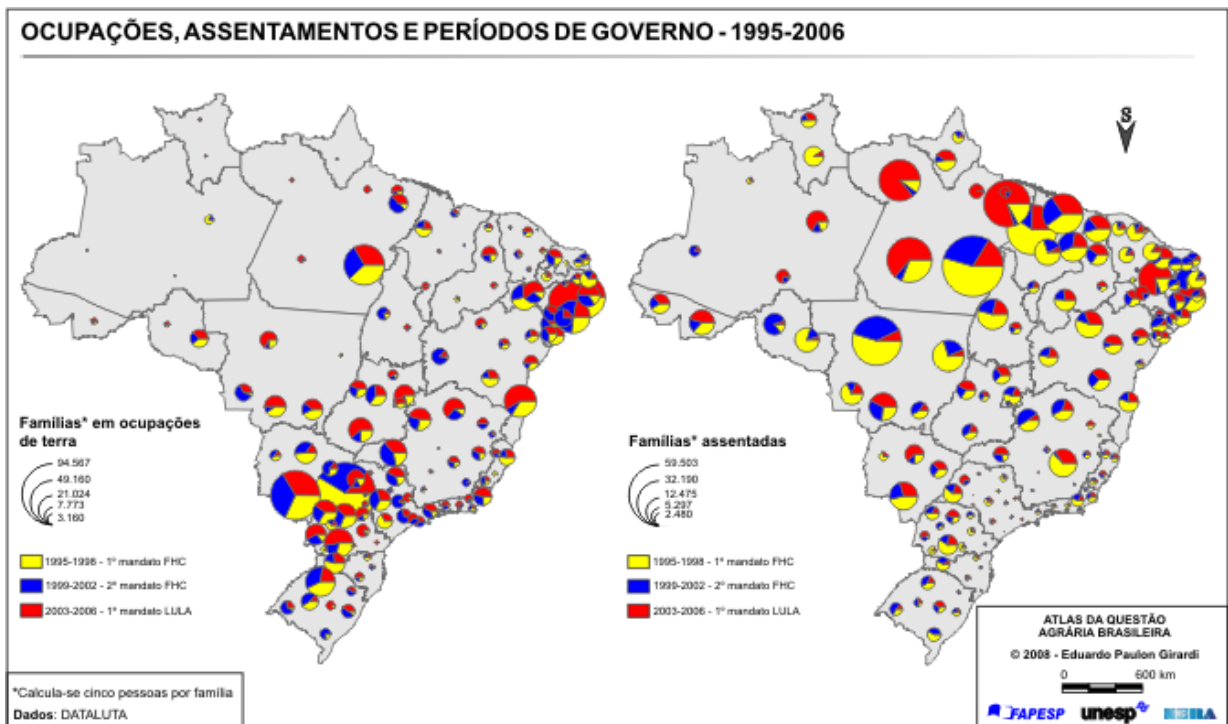 OCUPAÇÕES, ASSENTAMENTOS E PERÍODOS DE GOVERNO - 1995-2006
Famílias* em ocupações
de terra
94.567
49.160
21.024
7.773
3.160
1995-1998 - 1º mandato FHC
1999-2002 - 2º mandato FHC
2003-2006 - 1º mandato LULA
*Calcula-se cinco pessoas por família
Dados: DATALUTA
S
Famílias* assentadas
59.503
32.190
12.475
5.297
2.480
1995-1998 - 1º mandato FHC
1999-2002 - 2º mandato FHC
2003-2006 - 1º mandato LULA
ATLAS DA QUESTÃO
AGRÁRIA BRASILEIRA
© 2008 - Eduardo Paulon Girardi
0 600 km
FAPESP unesp NERA